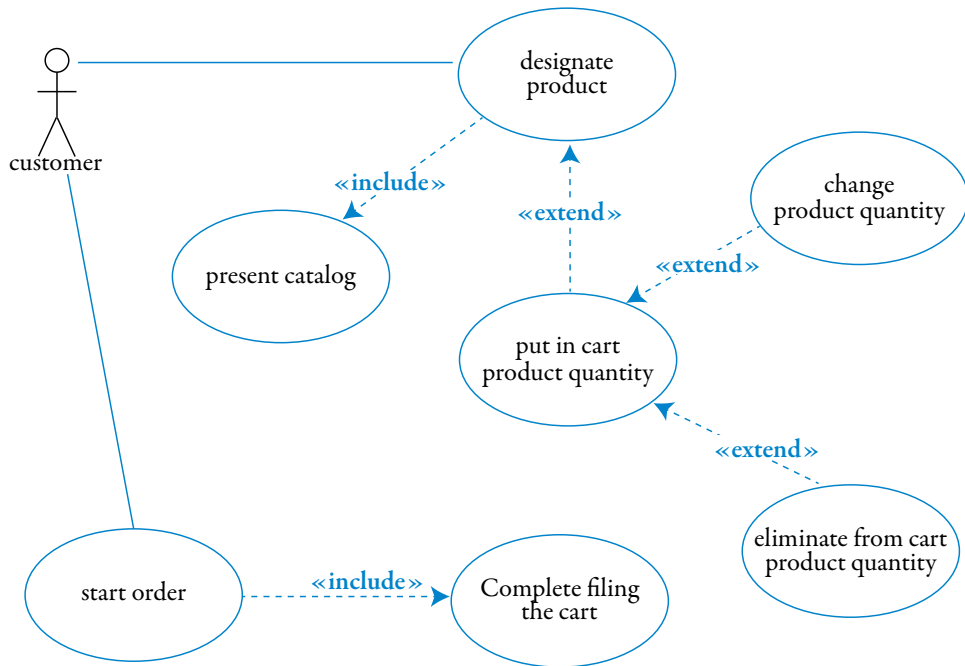 designate
product
customer
«include»
change
product quantity
«extend»
«extend»
present catalog
put in cart
product quantity
«extend»
eliminate from cart
product quantity
«include»
start order
Complete filing
the cart